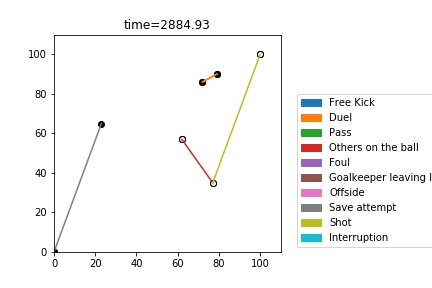 time=2884.93
100
80
60
40
20
0
0
20
40
60
80
100
Free Kick
Duel
Pass
Others on the ball
Foul
Goalkeeper leaving l
Offside
Save attempt
Shot
Interruption